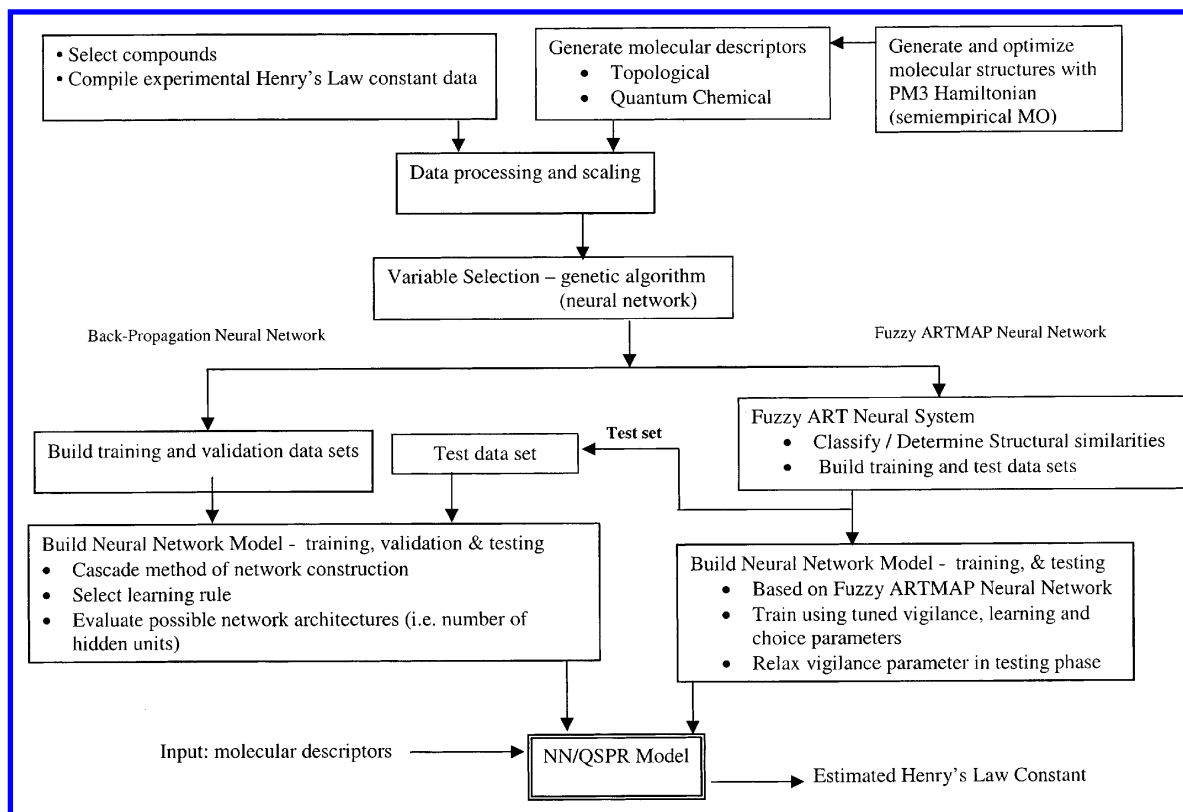 • Select compounds
• Compile experimental Henry's Law constant data
Generate molecular descriptors
• Topological
• Quantum Chemical
Generate and optimize
molecular structures with
PM3 Hamiltonian
(semiempirical MO)
Data processing and scaling
Variable Selection – genetic algorithm
(neural network)
Back-Propagation Neural Network
Fuzzy ARTMAP Neural Network
Build training and validation data sets
Test data set
Test set
Fuzzy ART Neural System
• Classify / Determine Structural similarities
• Build training and test data sets
Build Neural Network Model - training, validation & testing
• Cascade method of network construction
• Select learning rule
• Evaluate possible network architectures (i.e. number of
hidden units)
Build Neural Network Model - training, & testing
• Based on Fuzzy ARTMAP Neural Network
• Train using tuned vigilance, learning and
choice parameters
• Relax vigilance parameter in testing phase
Input: molecular descriptors
NN/QSPR Model
Estimated Henry's Law Constant